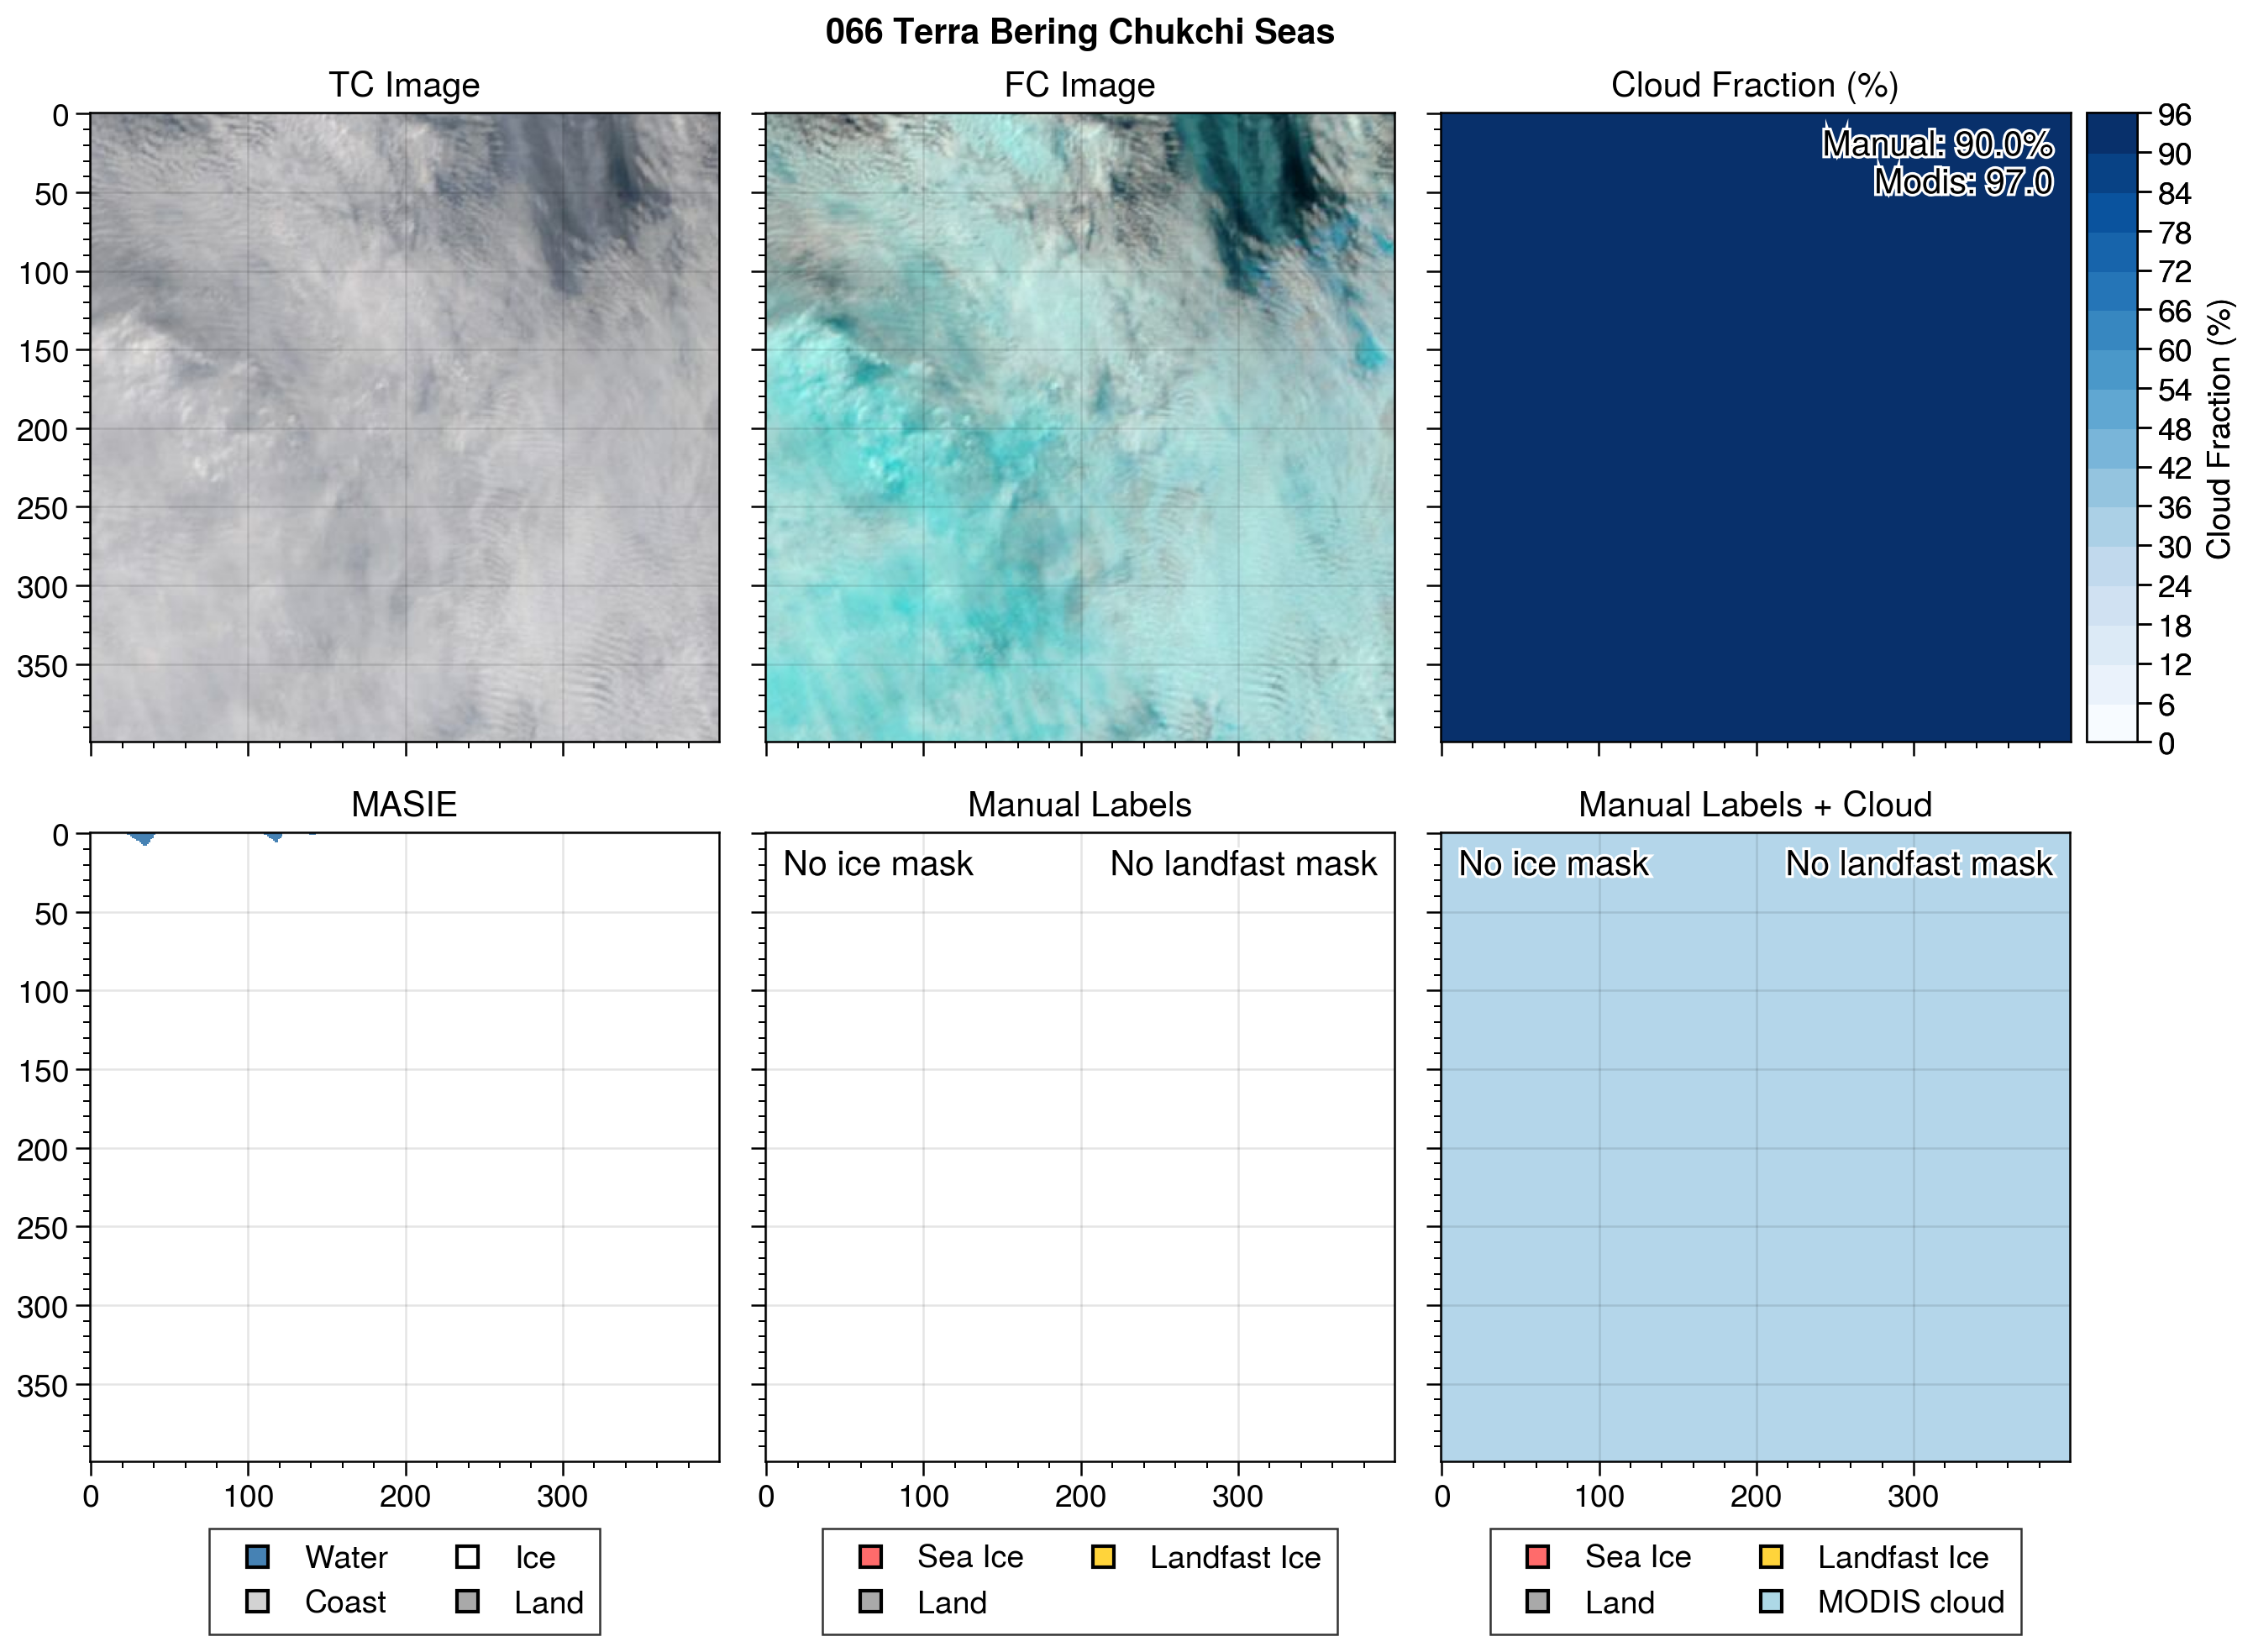 066 Terra Bering Chukchi Seas
TC Image
FC Image
Cloud Fraction (%)
0
50
100
150
200
250
300
350
Manual: 90.0%
Modis: 97.0
96
90
84
78
72
66
60
54
48
42
36
30
24
18
12
6
0
Cloud Fraction (%)
MASIE
Manual Labels
Manual Labels + Cloud
0
50
100
150
200
250
300
350
No ice mask
No landfast mask
No ice mask
No landfast mask
0 100 200 300
0 100 200 300
0 100 200 300
Water
Ice
Coast
Land
Sea Ice
Landfast Ice
Land
Sea Ice
Landfast Ice
Land
MODIS cloud